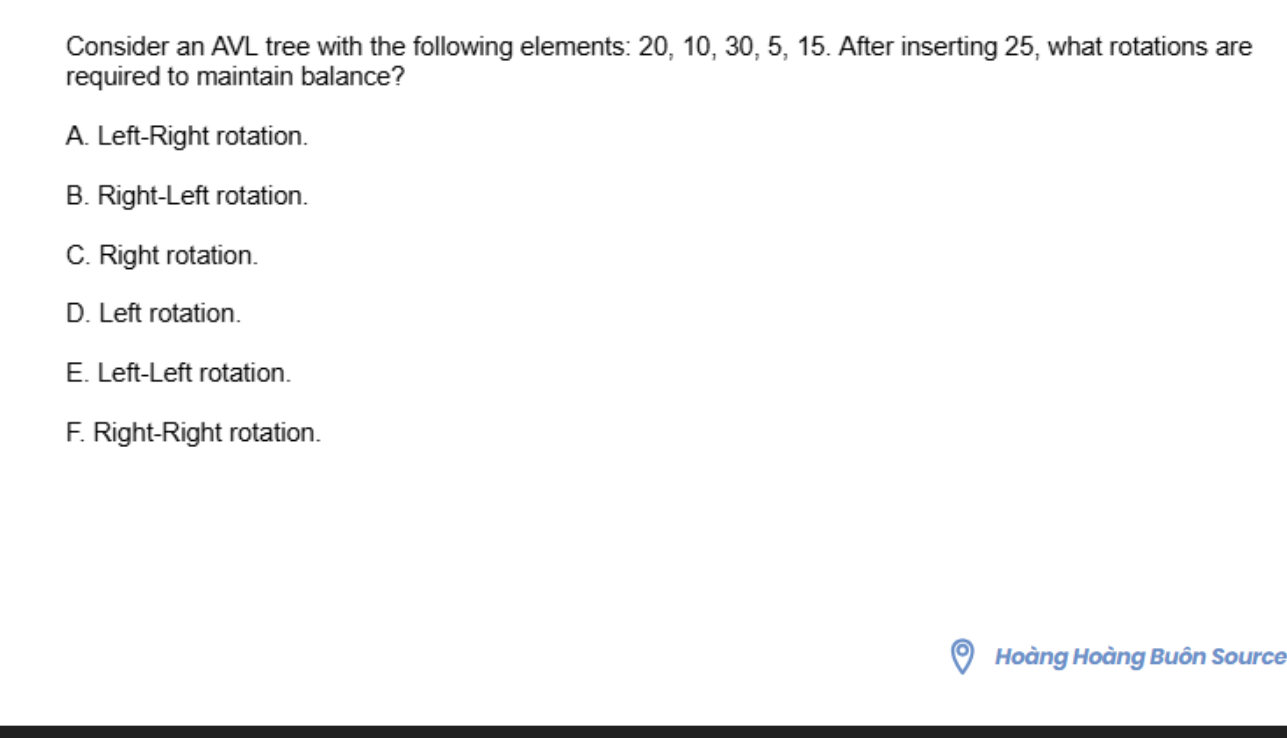 Consider an AVL tree with the following elements: 20, 10, 30, 5, 15. After inserting 25, what rotations are
required to maintain balance?
A. Left-Right rotation.
B. Right-Left rotation.
C. Right rotation.
D. Left rotation.
E. Left-Left rotation.
F. Right-Right rotation.
Hoàng Hoàng Buôn Source